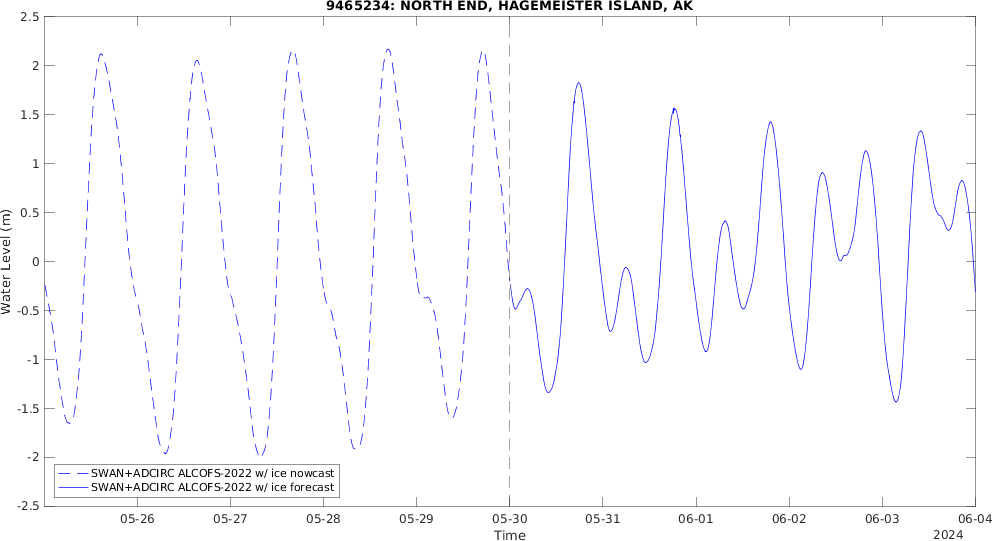 9465234: NORTH END, HAGEMEISTER ISLAND, AK
2.5
2
1.5
1
0.5
0
-0.5
-1
-1.5
-2
-2.5
Water Level (m)
SWAN+ADCIRC ALCOFS-2022 w/ ice nowcast
SWAN+ADCIRC ALCOFS-2022 w/ ice forecast
05-26 05-27 05-28 05-29 05-30 05-31 06-01 06-02 06-03 06-04
Time
2024